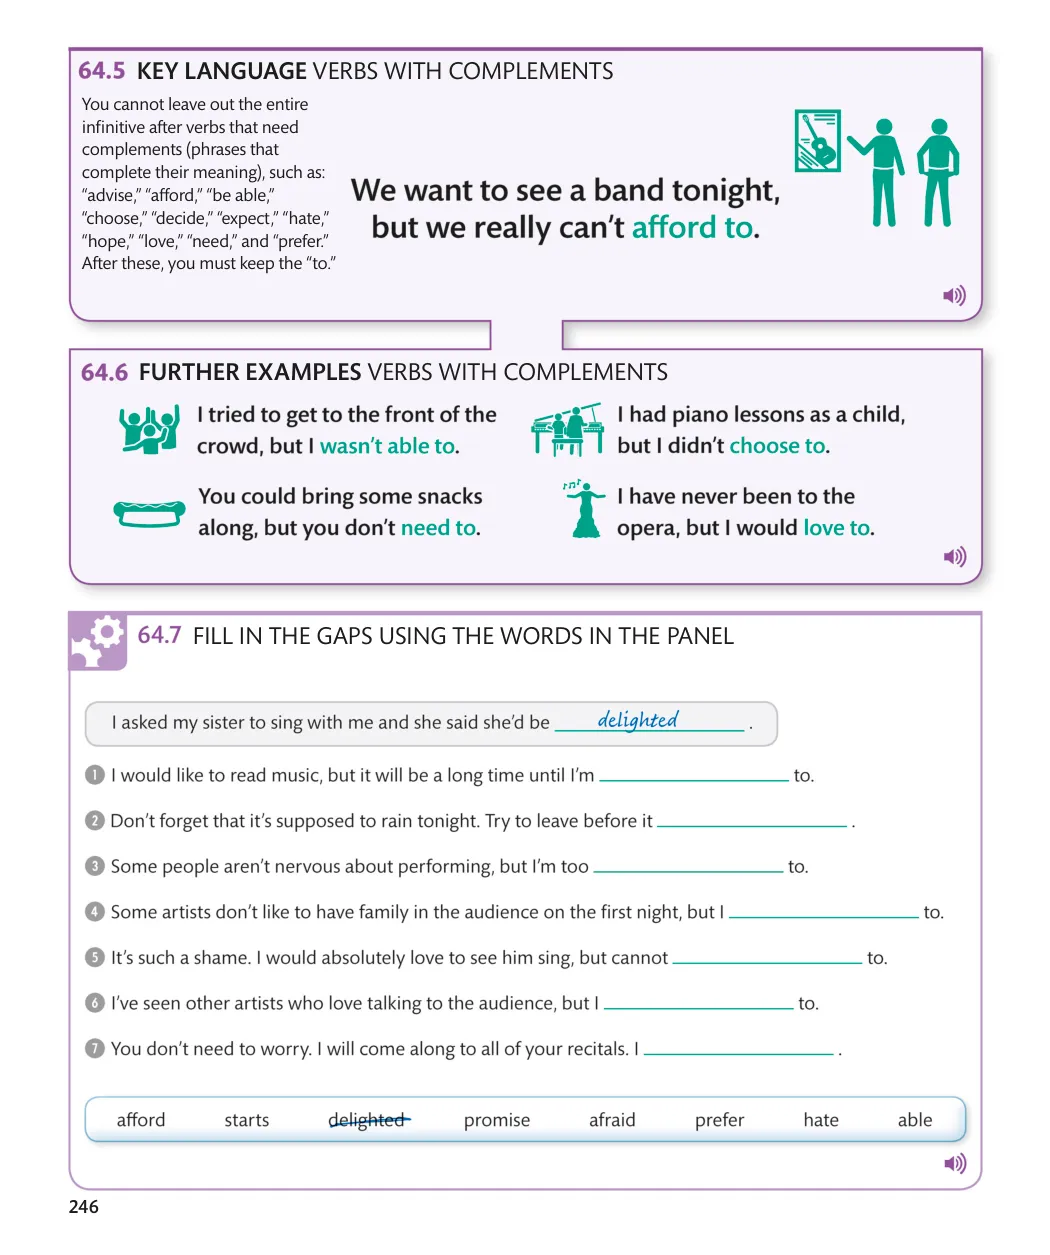 64.5 KEY LANGUAGE VERBS WITH COMPLEMENTS
You cannot leave out the entire
infinitive after verbs that need
complements (phrases that
complete their meaning), such as:
“advise,” “afford,” “be able,”
“choose,” “decide,” “expect,” “hate,”
“hope,” “love,” “need,” and “prefer.”
After these, you must keep the “to.”
We want to see a band tonight,
but we really can’t afford to.
64.6 FURTHER EXAMPLES VERBS WITH COMPLEMENTS
I tried to get to the front of the
crowd, but I wasn’t able to.
I had piano lessons as a child,
but I didn’t choose to.
You could bring some snacks
along, but you don’t need to.
I have never been to the
opera, but I would love to.
64.7 FILL IN THE GAPS USING THE WORDS IN THE PANEL
I asked my sister to sing with me and she said she’d be delighted .
1 I would like to read music, but it will be a long time until I’m to.
2 Don’t forget that it’s supposed to rain tonight. Try to leave before it .
3 Some people aren’t nervous about performing, but I’m too to.
4 Some artists don’t like to have family in the audience on the first night, but I to.
5 It’s such a shame. I would absolutely love to see him sing, but cannot to.
6 I’ve seen other artists who love talking to the audience, but I to.
7 You don’t need to worry. I will come along to all of your recitals. I .
afford starts delighted promise afraid prefer hate able
246